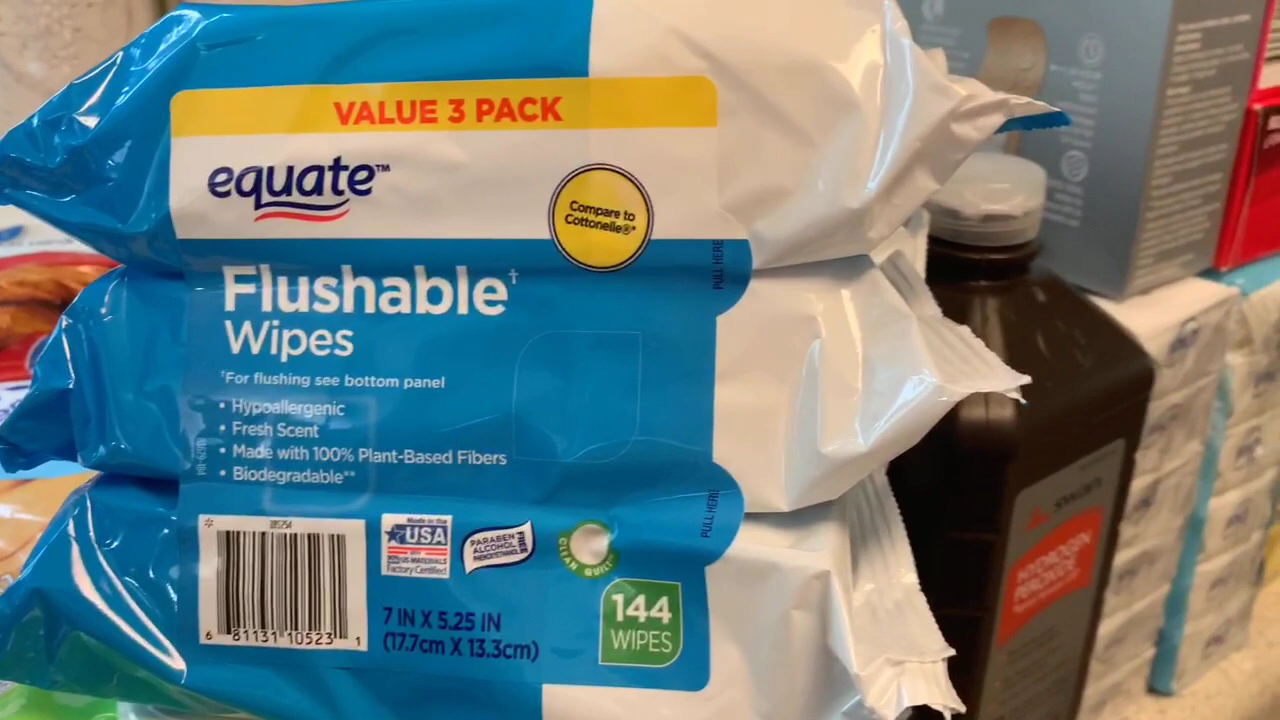 VALUE 3 PACK
equate™
Compare to
Cottonelle®*
Flushable†
Wipes
†For flushing see bottom panel
• Hypoallergenic
• Fresh Scent
• Made with 100% Plant-Based Fibers
• Biodegradable**
PULL HERE
PULL HERE
Made in the
USA
Factory Certified
PARABEN
ALCOHOL
FREE
6 81131 10523 1
7 IN X 5.25 IN
(17.7cm X 13.3cm)
144
WIPES
HYDROGEN
PEROXIDE